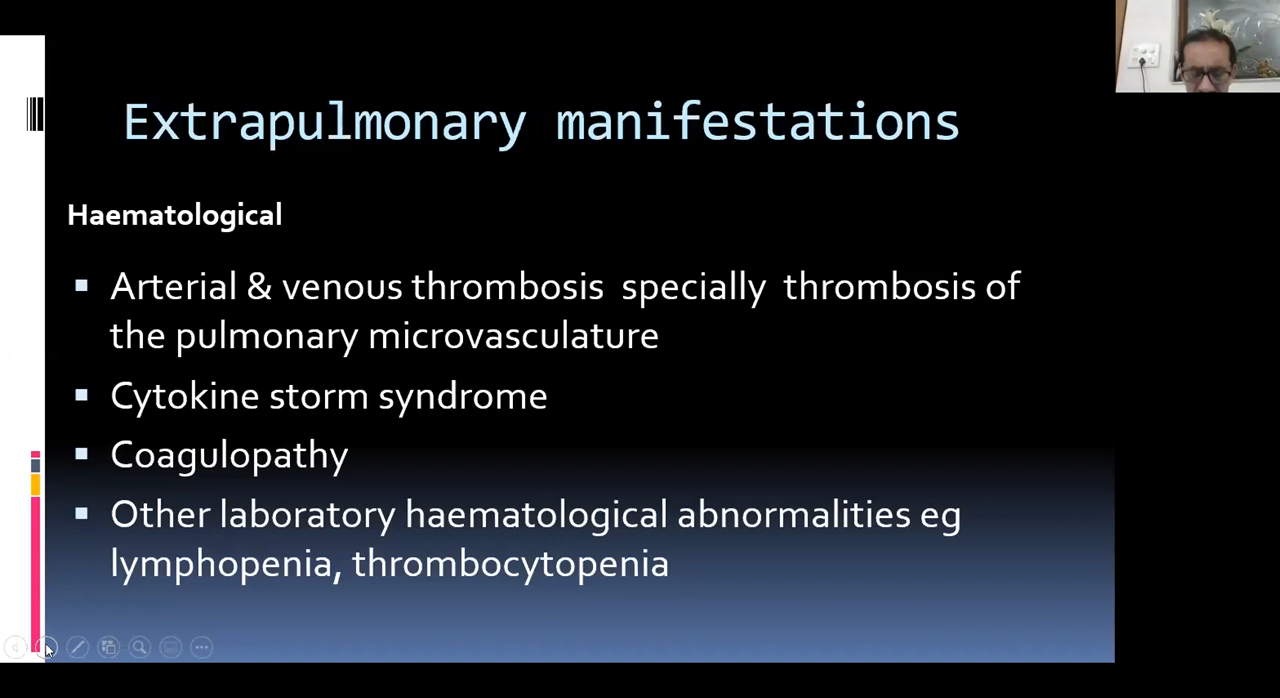 Extrapulmonary manifestations
Haematological
Arterial & venous thrombosis specially thrombosis of
the pulmonary microvasculature
Cytokine storm syndrome
Coagulopathy
Other laboratory haematological abnormalities eg
lymphopenia, thrombocytopenia